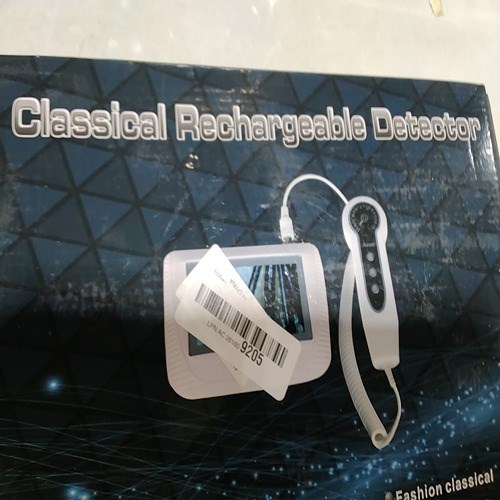 Classical Rechargeable Detector
9205
* Fashion classical